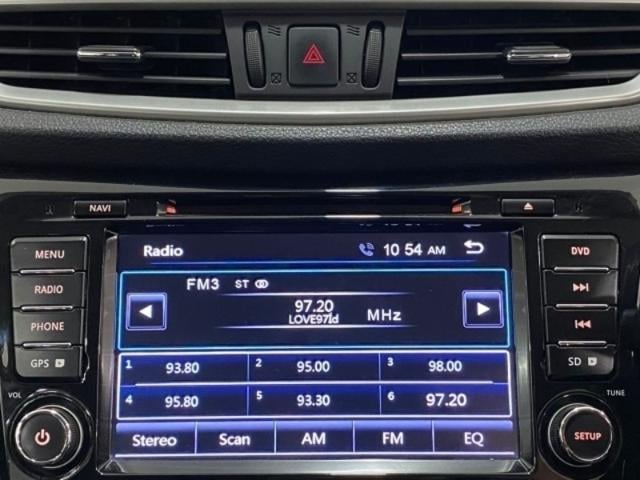 NAVI
MENU
RADIO
PHONE
GPS
VOL
Radio
10 54 AM
FM3 ST
97.20
MHz
LOVE971d
1 93.80 2 95.00 3 98.00
4 95.80 5 93.30 6 97.20
Stereo Scan AM FM EQ
DVD
SD
TUNE
SETUP